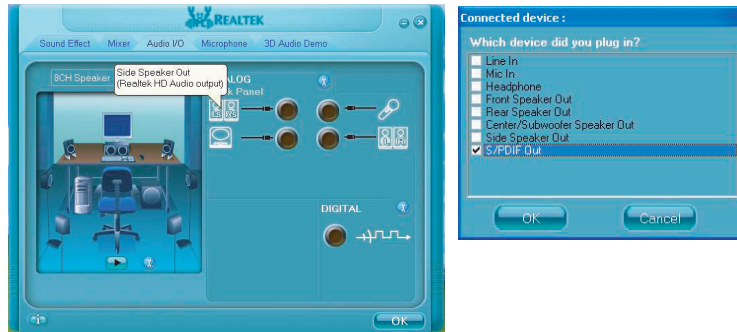 REALTEK
Sound Effect Mixer Audio I/O Microphone 3D Audio Demo
8CH Speaker
Side Speaker Out
(Realtek HD Audio output)
ALOG
k Panel
DIGITAL
OK
Connected device :
Which device did you plug in?
Line In
Mic In
Headphone
Front Speaker Out
Rear Speaker Out
Center/Subwoofer Speaker Out
Side Speaker Out
S/PDIF Out
OK
Cancel